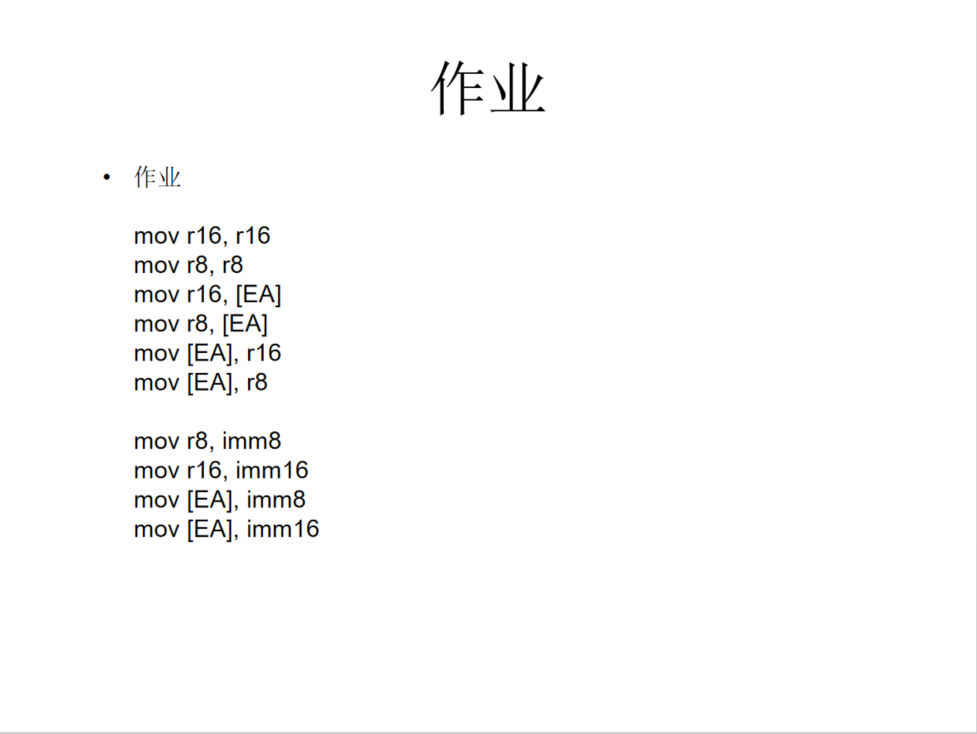 作业
• 作业
mov r16, r16
mov r8, r8
mov r16, [EA]
mov r8, [EA]
mov [EA], r16
mov [EA], r8
mov r8, imm8
mov r16, imm16
mov [EA], imm8
mov [EA], imm16